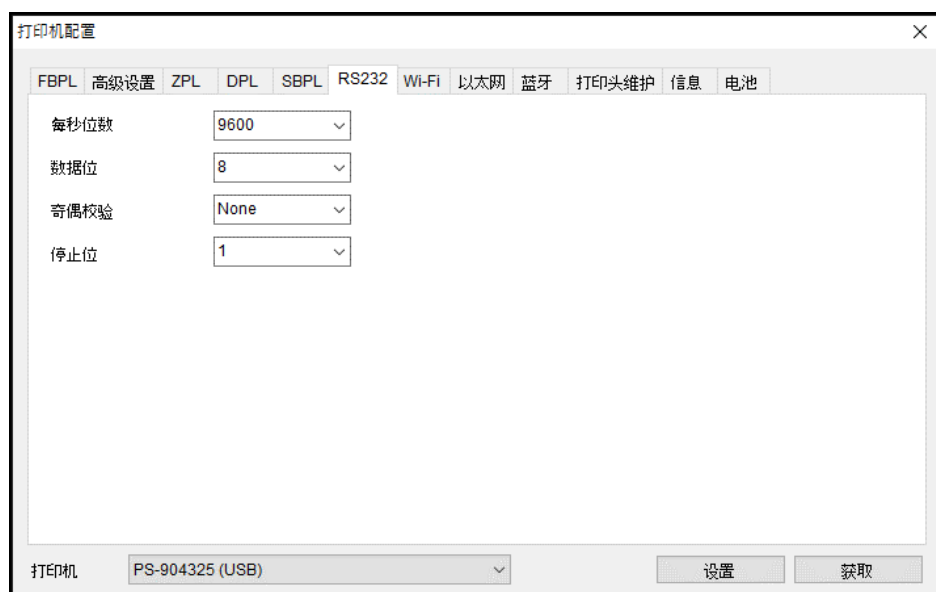 打印机配置
FBPL 高级设置 ZPL DPL SBPL RS232 Wi-Fi 以太网 蓝牙 打印头维护 信息 电池
每秒位数 9600
数据位 8
奇偶校验 None
停止位 1
打印机 PS-904325 (USB) 设置 获取